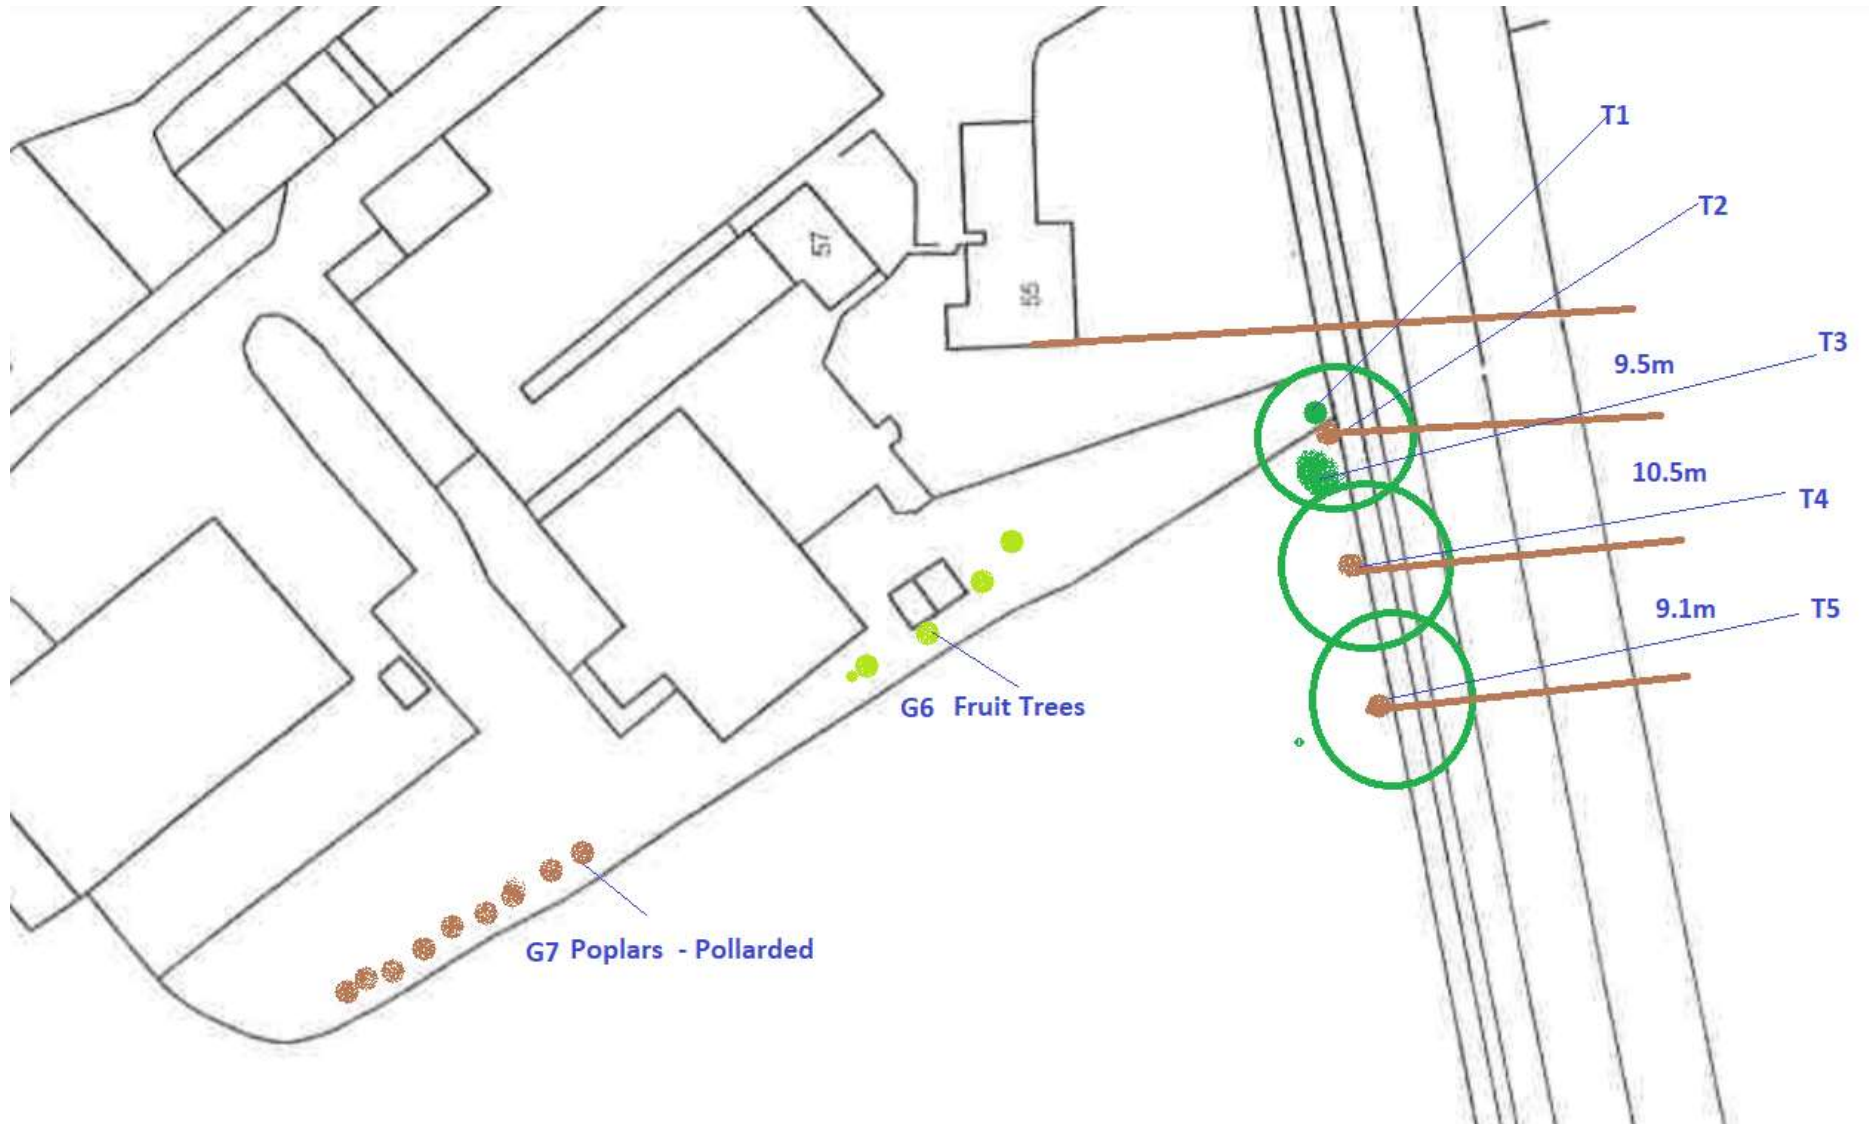 T1
T2
57
55
T3
9.5m
10.5m
T4
9.1m
T5
G6 Fruit Trees
G7 Poplars - Pollarded